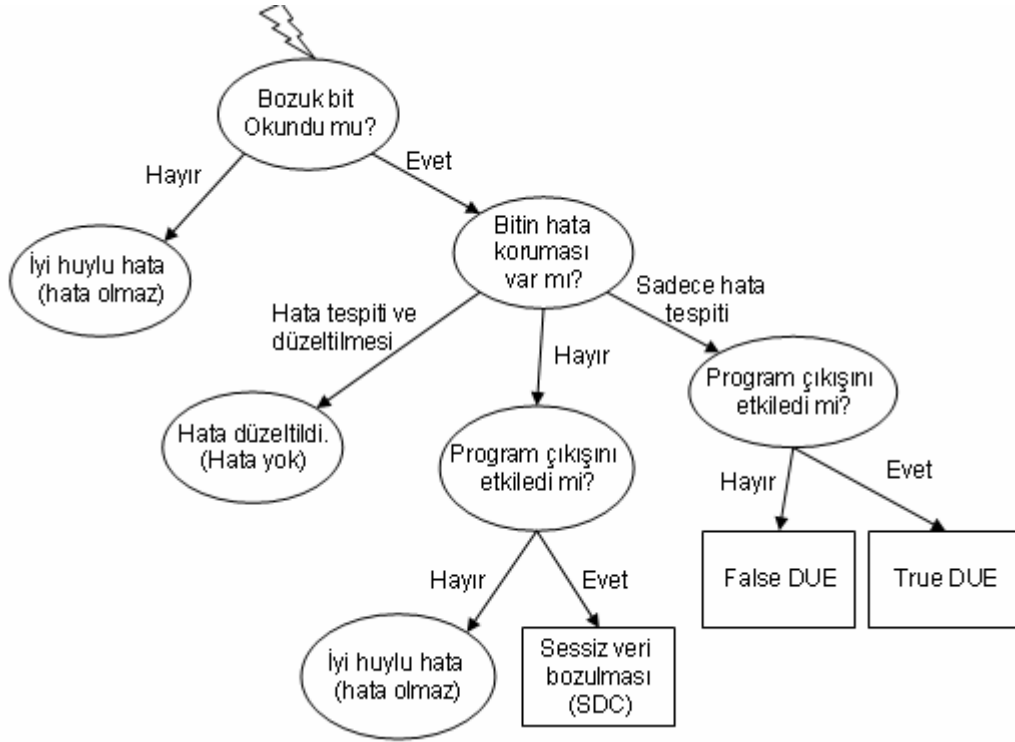 Bozuk bit
Okundu mu?
Hayır
Evet
İyi huylu hata
(hata olmaz)
Bitin hata
koruması
var mı?
Hata tespiti ve
düzeltilmesi
Hayır
Sadece hata
tespiti
Hata düzeltildi.
(Hata yok)
Program çıkışını
etkiledi mi?
Program çıkışını
etkiledi mi?
Hayır
Evet
İyi huylu hata
(hata olmaz)
Sessiz veri
bozulması
(SDC)
Hayır
Evet
False DUE
True DUE